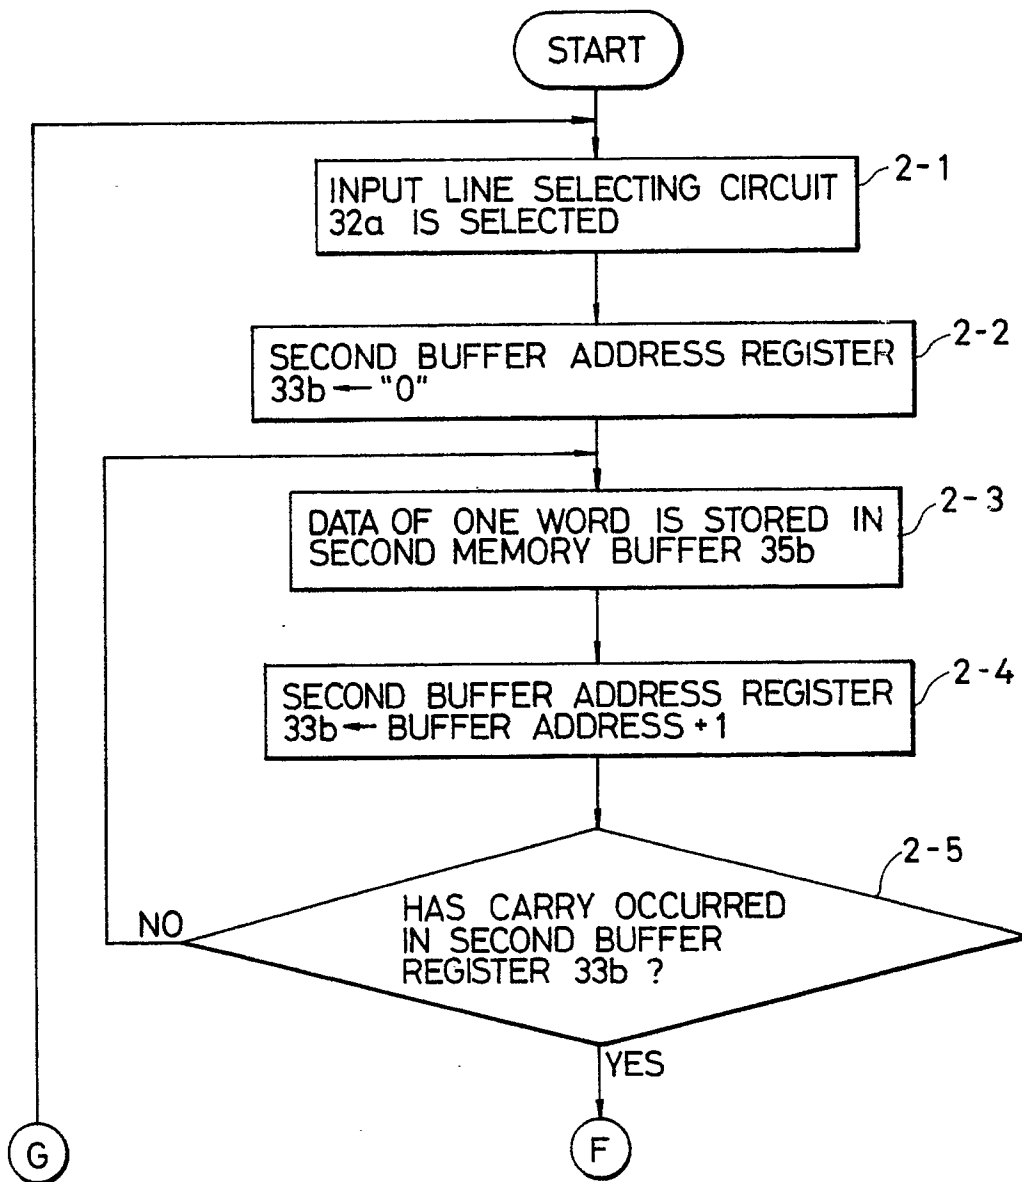 START
INPUT LINE SELECTING CIRCUIT
32a IS SELECTED
2-1
SECOND BUFFER ADDRESS REGISTER
33b ← "0"
2-2
DATA OF ONE WORD IS STORED IN
SECOND MEMORY BUFFER 35b
2-3
SECOND BUFFER ADDRESS REGISTER
33b ← BUFFER ADDRESS +1
2-4
HAS CARRY OCCURRED
IN SECOND BUFFER
REGISTER 33b ?
2-5
NO
YES
G
F